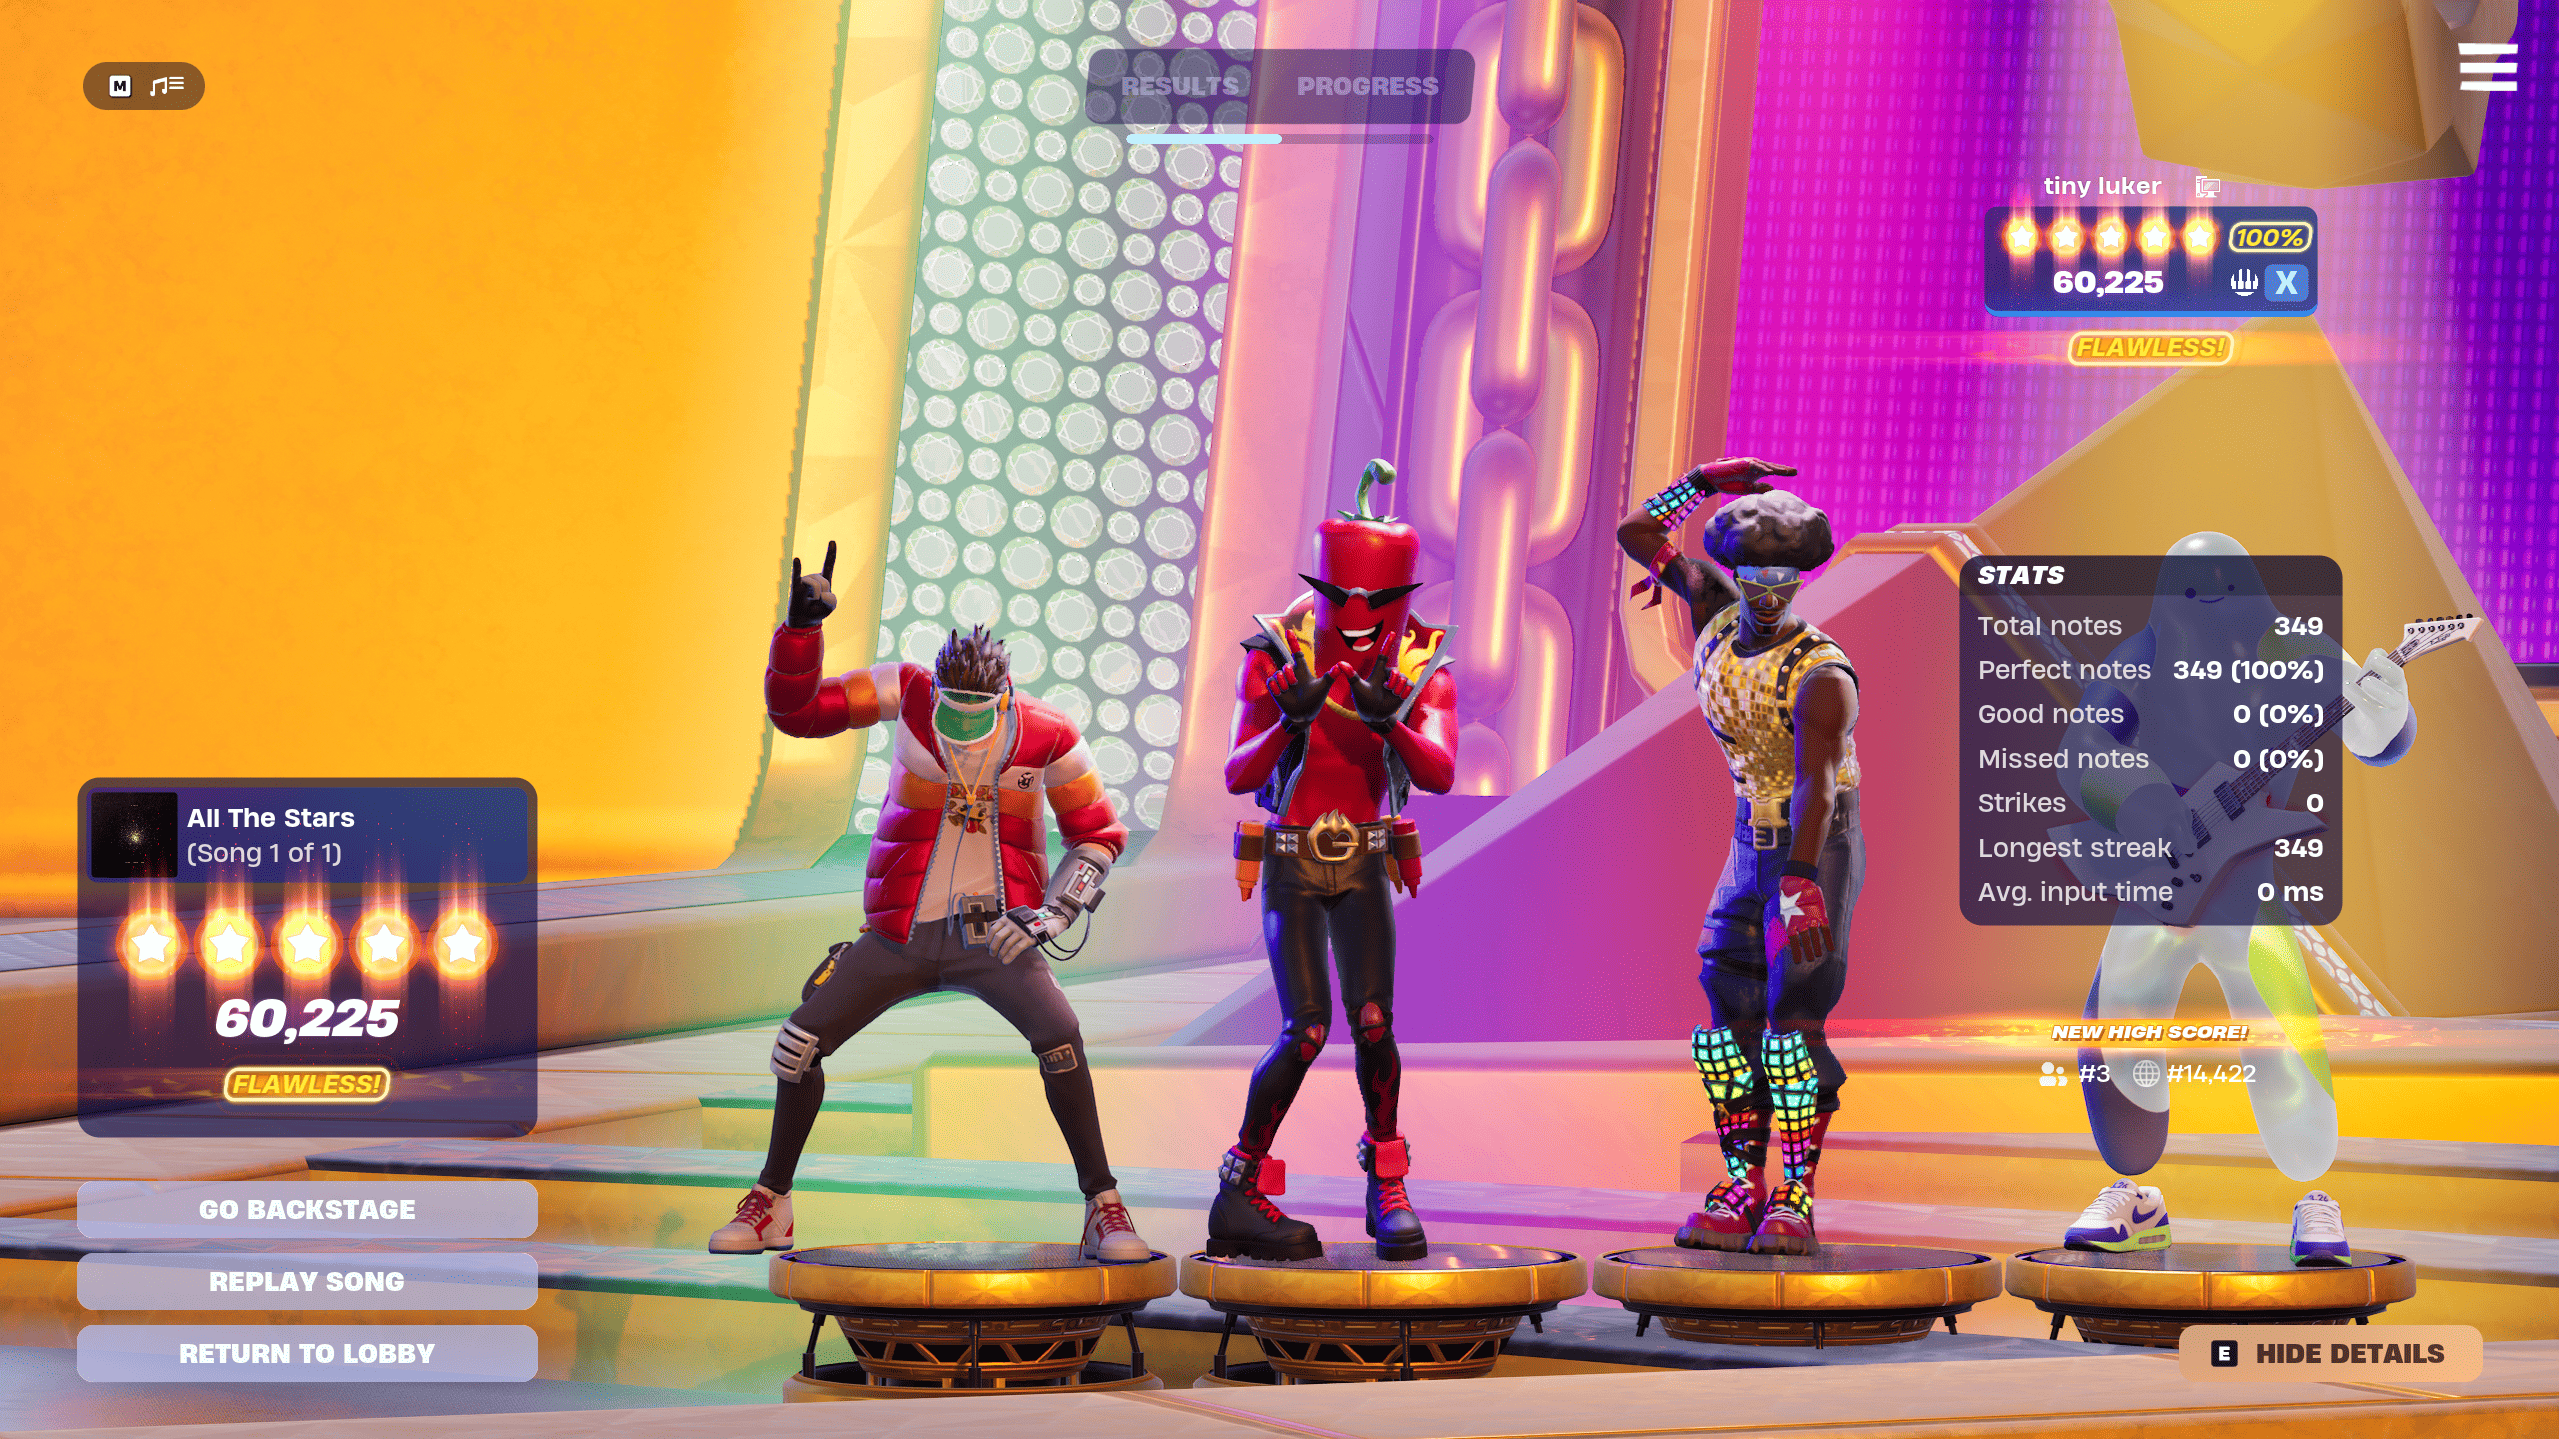 M
RESULTS PROGRESS
tiny luker
100%
60,225
X
FLAWLESS!
STATS
Total notes 349
Perfect notes 349 (100%)
Good notes 0 (0%)
Missed notes 0 (0%)
Strikes 0
Longest streak 349
Avg. input time 0 ms
NEW HIGH SCORE!
#3 #14,422
All The Stars
(Song 1 of 1)
60,225
FLAWLESS!
GO BACKSTAGE
REPLAY SONG
RETURN TO LOBBY
E HIDE DETAILS